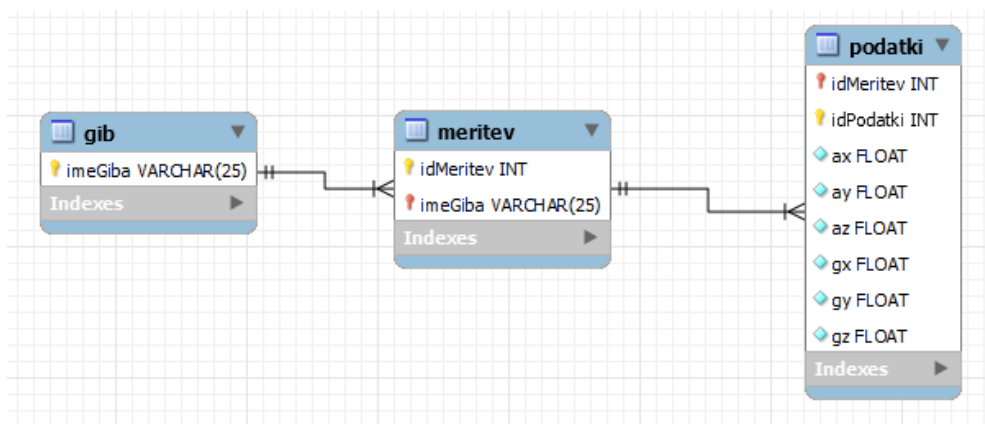 gib
imeGiba VARCHAR(25)
Indexes
meritev
idMeritev INT
imeGiba VARCHAR(25)
Indexes
podatki
idMeritev INT
idPodatki INT
ax FLOAT
ay FLOAT
az FLOAT
gx FLOAT
gy FLOAT
gz FLOAT
Indexes